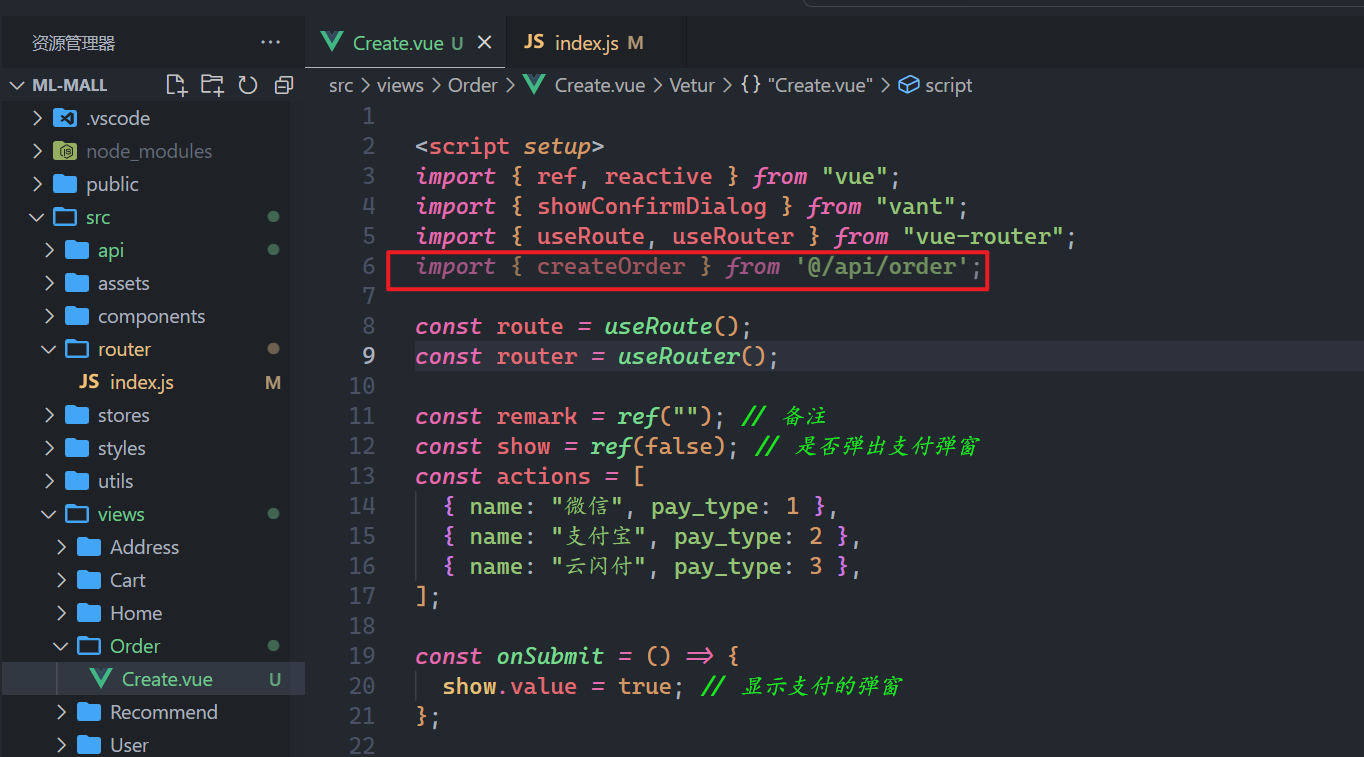 资源管理器 ···
Create.vue U
JS index.js M
ML-MALL
src > views > Order > Create.vue > Vetur > {} "Create.vue" > script
.vscode
node_modules
public
src
api
assets
components
router
JS index.js M
stores
styles
utils
views
Address
Cart
Home
Order
Create.vue U
Recommend
User
1
2 <script setup>
3 import { ref, reactive } from "vue";
4 import { showConfirmDialog } from "vant";
5 import { useRoute, useRouter } from "vue-router";
6 import { createOrder } from '@/api/order';
7
8 const route = useRoute();
9 const router = useRouter();
10
11 const remark = ref(""); // 备注
12 const show = ref(false); // 是否弹出支付弹窗
13 const actions = [
14 { name: "微信", pay_type: 1 },
15 { name: "支付宝", pay_type: 2 },
16 { name: "云闪付", pay_type: 3 },
17 ];
18
19 const onSubmit = () => {
20 show.value = true; // 显示支付的弹窗
21 };
22